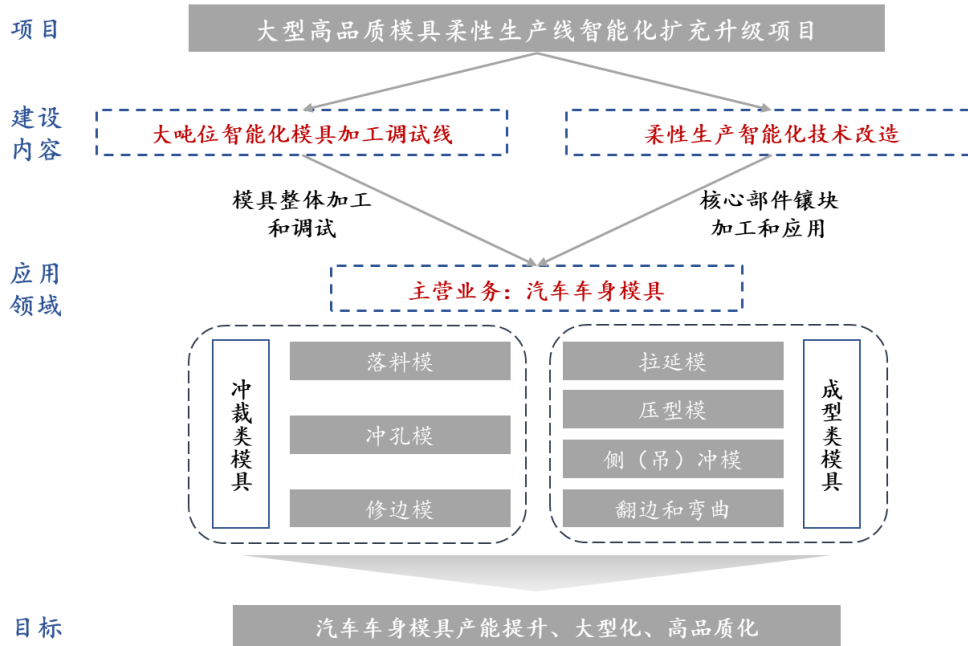 项目
大型高品质模具柔性生产线智能化扩充升级项目
建设
内容
大吨位智能化模具加工调试线
柔性生产智能化技术改造
模具整体加工
和调试
核心部件镶块
加工和应用
应用
领域
主营业务：汽车车身模具
冲裁类模具
落料模
冲孔模
修边模
拉延模
压型模
侧（吊）冲模
翻边和弯曲
成型类模具
目标
汽车车身模具产能提升、大型化、高品质化